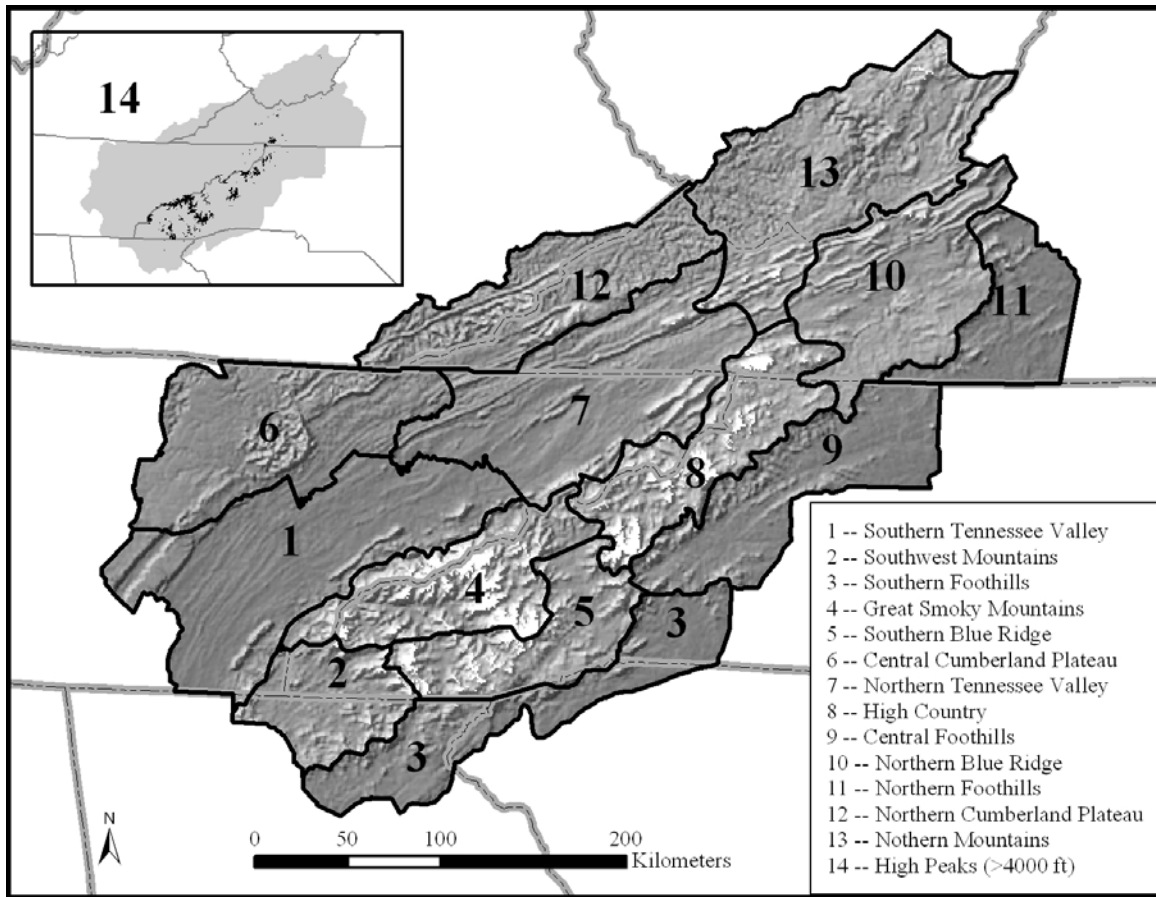 14
13
12
10
11
6
7
9
8
1
4
5
3
2
3
1 -- Southern Tennessee Valley
2 -- Southwest Mountains
3 -- Southern Foothills
4 -- Great Smoky Mountains
5 -- Southern Blue Ridge
6 -- Central Cumberland Plateau
7 -- Northern Tennessee Valley
8 -- High Country
9 -- Central Foothills
10 -- Northern Blue Ridge
11 -- Northern Foothills
12 -- Northern Cumberland Plateau
13 -- Nothern Mountains
14 -- High Peaks (>4000 ft)
N
0 50 100 200
Kilometers